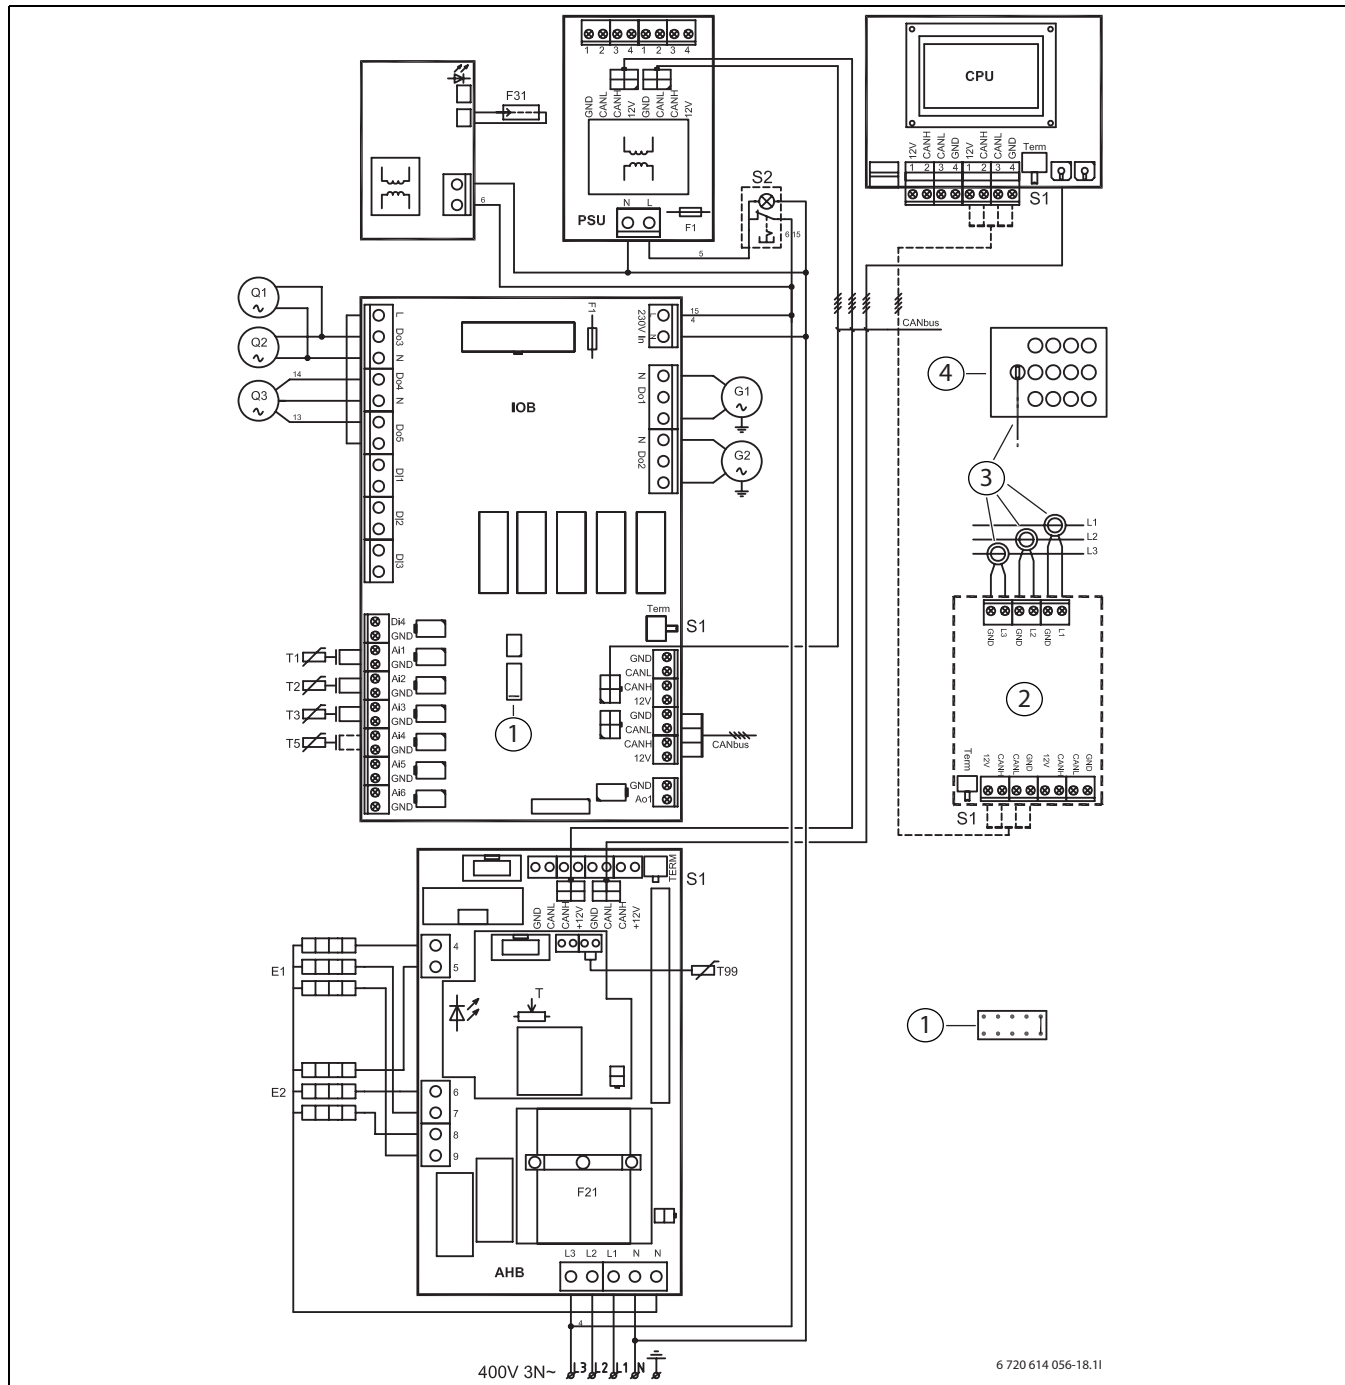 1 2 3 4 1 2 3 4
GND CANL CANH 12V GND CANL CANH 12V
PSU
N L
F1
F31
6
S2
6 15
5
CPU
12V CANH CANL GND 12V CANH CANL GND
Term
1 2 3 4 1 2 3 4
S1
CANbus
Q1
Q2
Q3
14
13
L
Do3
N
Do4
N
Do5
DI1
DI2
DI3
F1
15
4
L
N
230V In
IOB
N
Do1
N
Do2
G1
G2
Term
S1
Di4
GND
Ai1
GND
Ai2
GND
Ai3
GND
Ai4
GND
Ai5
GND
Ai6
GND
T1
T2
T3
T5
1
GND
CANL
CANH
12V
GND
CANL
CANH
12V
CANbus
GND
Ao1
4
3
L1
L2
L3
GND L3 GND L2 GND L1
2
Term
12V CANH CANL GND 12V CANH CANL GND
S1
TERM
S1
GND CANL CANH +12V GND CANL CANH +12V
T99
T
E1
E2
4
5
6
7
8
9
F21
L3 L2 L1 N N
AHB
4
400V 3N~ L3 L2 L1 N
1
6 720 614 056-18.1I